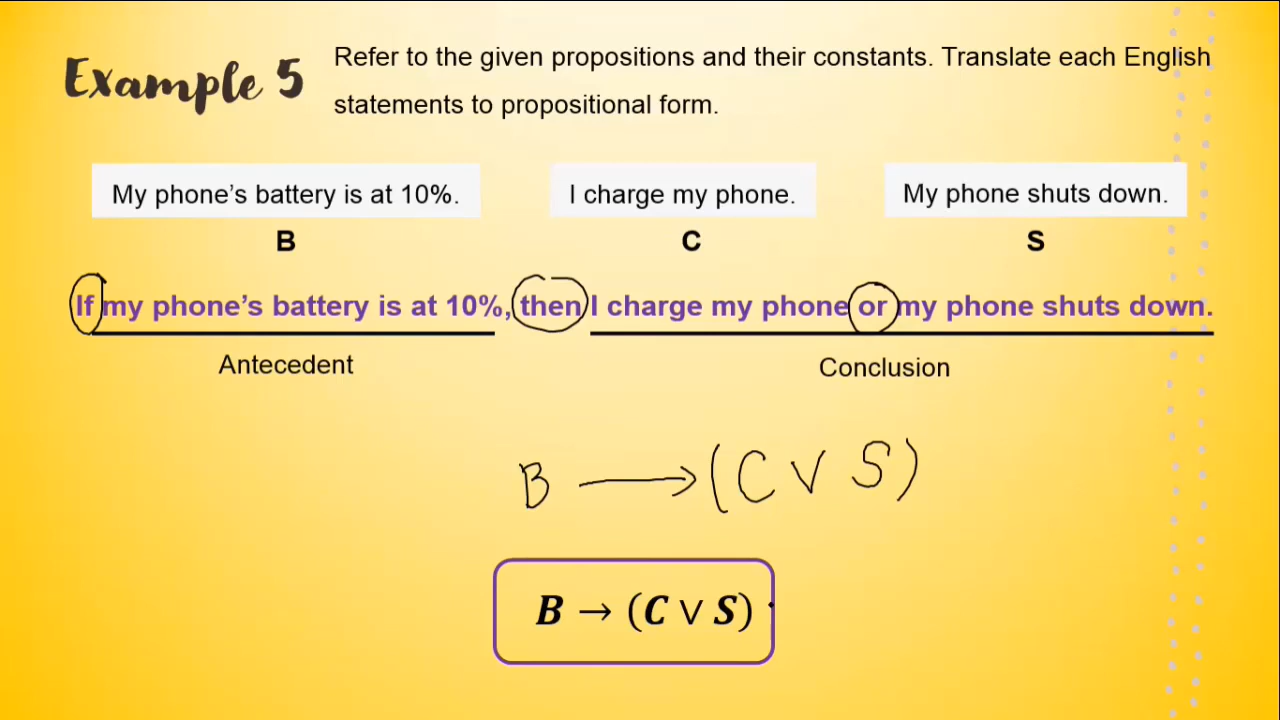 Example 5
Refer to the given propositions and their constants. Translate each English
statements to propositional form.
My phone’s battery is at 10%.
I charge my phone.
My phone shuts down.
B
C
S
If my phone’s battery is at 10%, then I charge my phone or my phone shuts down.
Antecedent
Conclusion
B → (C ∨ S)
B → (C ∨ S)